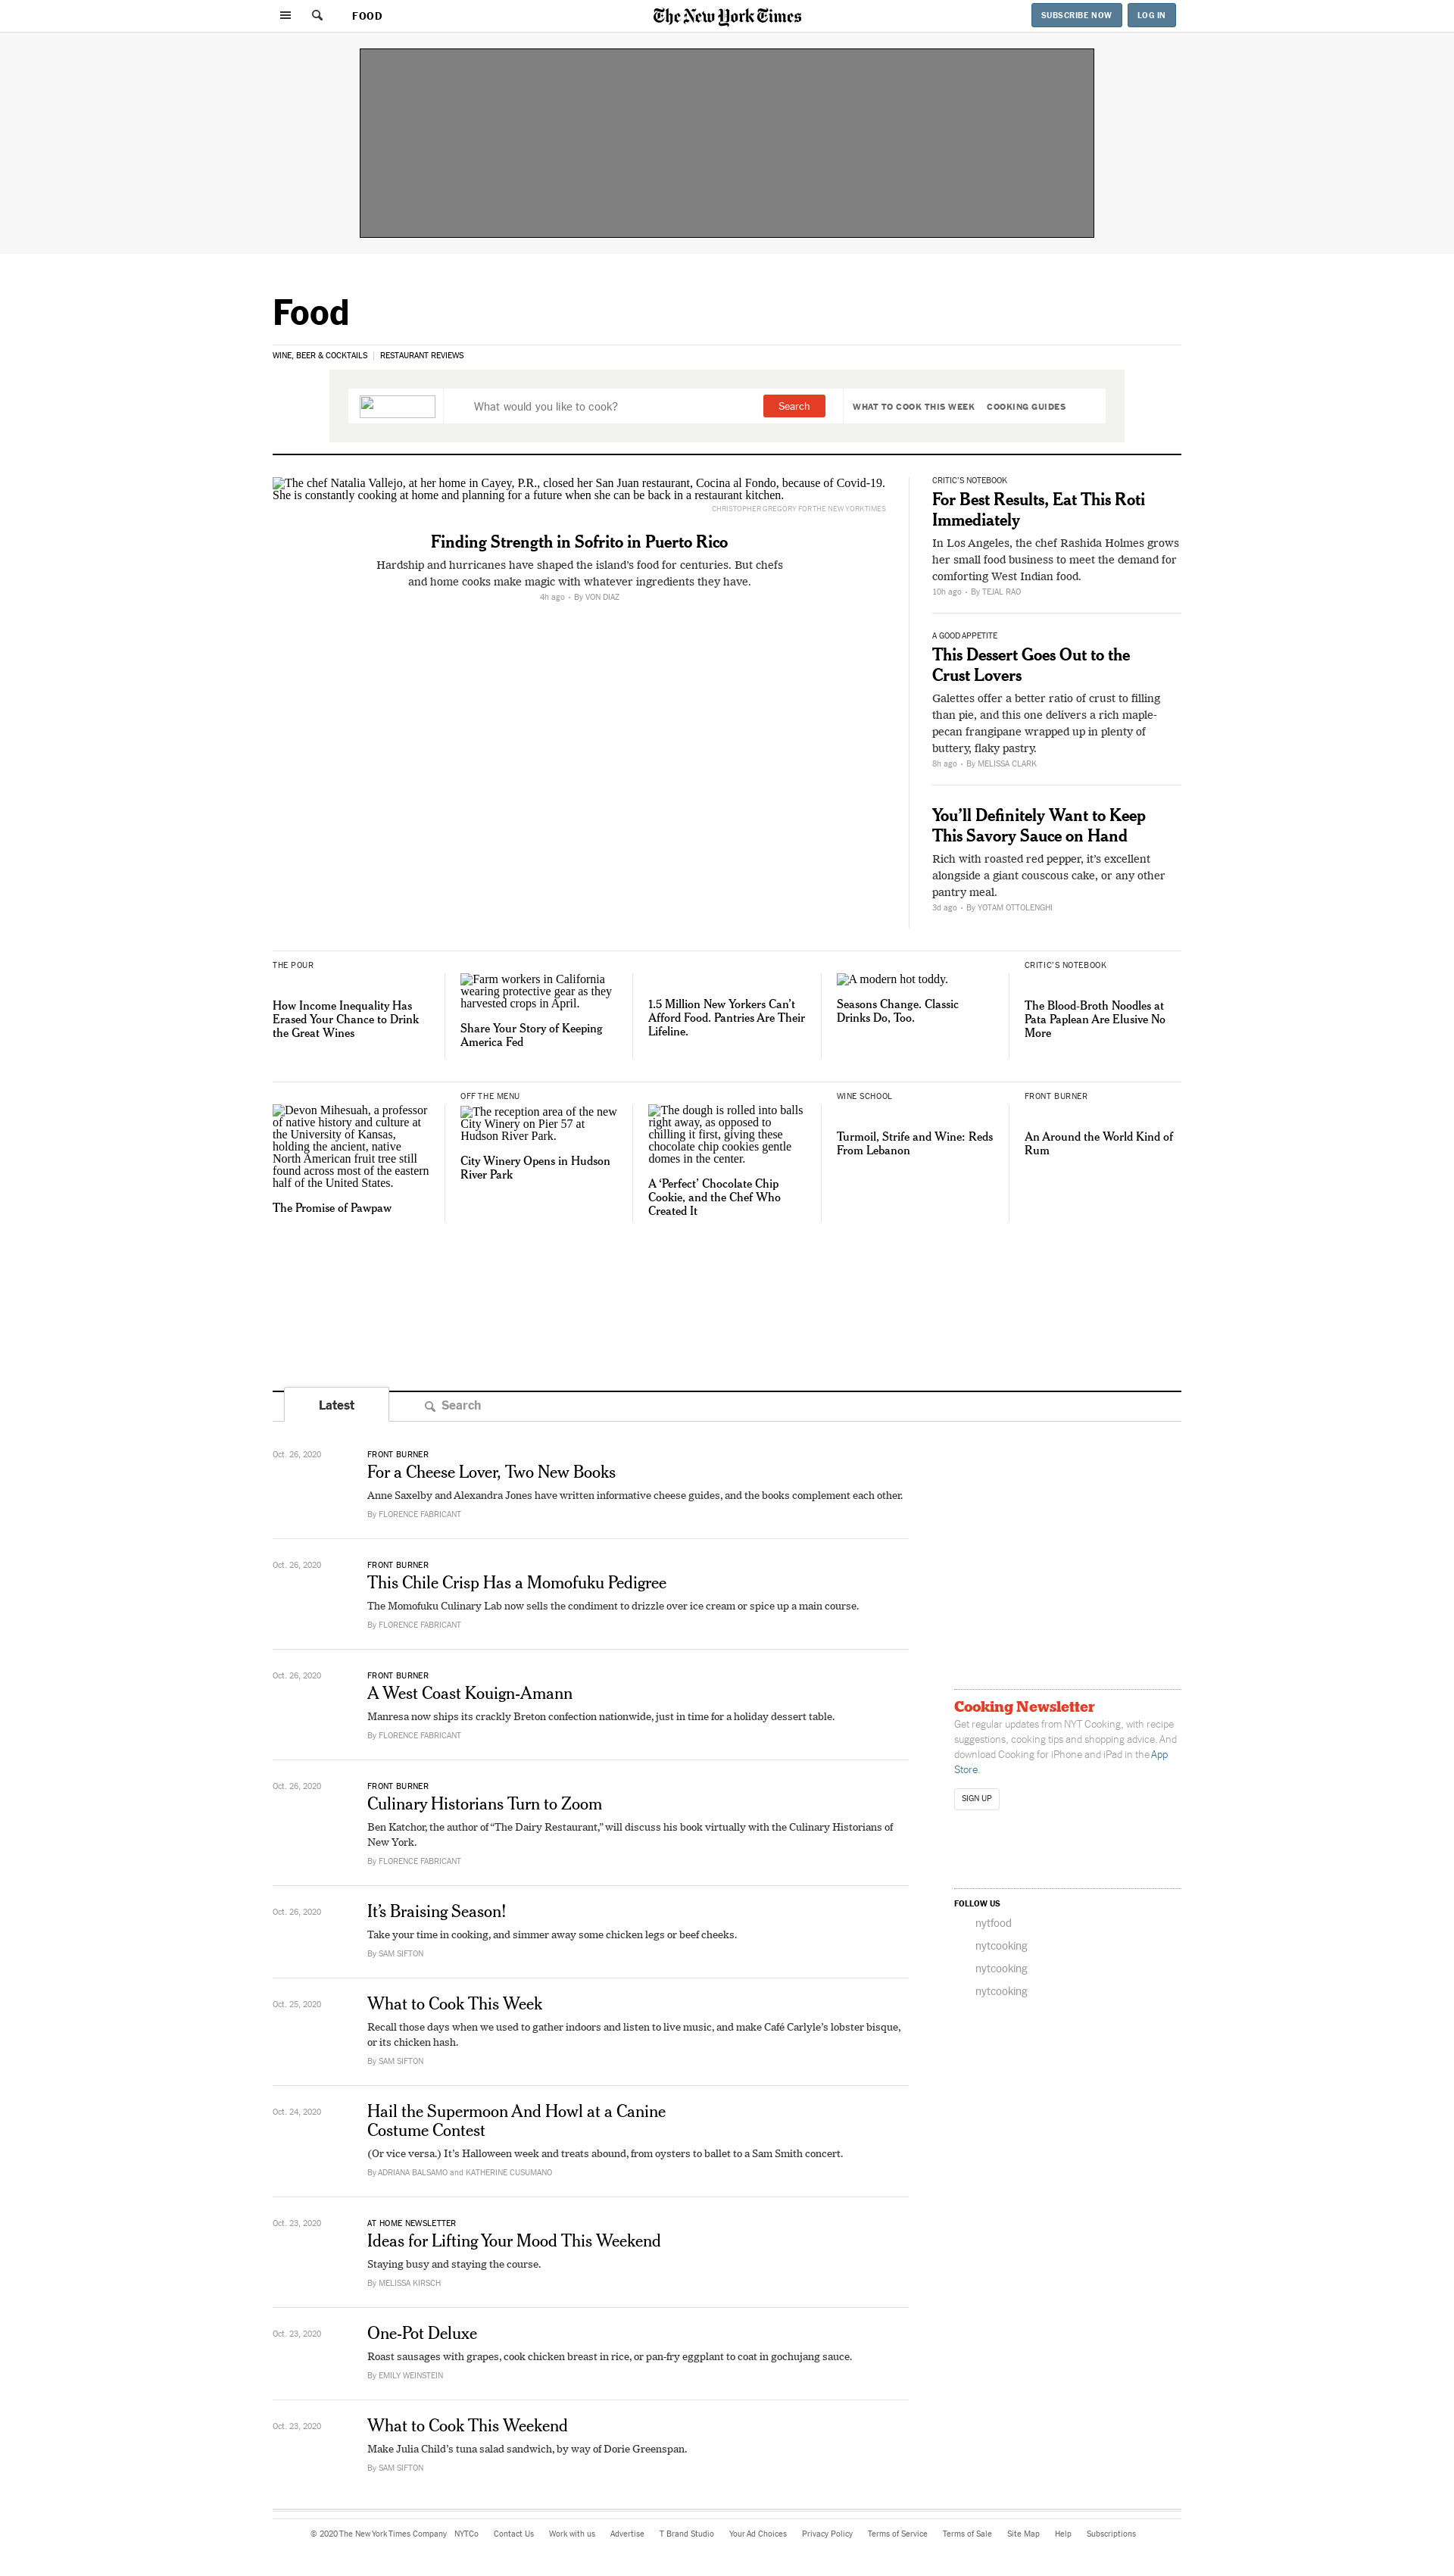 FOOD
The New York Times
SUBSCRIBE NOW
LOG IN
Food
WINE, BEER & COCKTAILS
RESTAURANT REVIEWS
What would you like to cook?
Search
WHAT TO COOK THIS WEEK
COOKING GUIDES
The chef Natalia Vallejo, at her home in Cayey, P.R., closed her San Juan restaurant, Cocina al Fondo, because of Covid-19.
She is constantly cooking at home and planning for a future when she can be back in a restaurant kitchen.
CHRISTOPHER GREGORY FOR THE NEW YORK TIMES
Finding Strength in Sofrito in Puerto Rico
Hardship and hurricanes have shaped the island’s food for centuries. But chefs
and home cooks make magic with whatever ingredients they have.
4h ago • By VON DIAZ
CRITIC’S NOTEBOOK
For Best Results, Eat This Roti
Immediately
In Los Angeles, the chef Rashida Holmes grows
her small food business to meet the demand for
comforting West Indian food.
10h ago • By TEJAL RAO
A GOOD APPETITE
This Dessert Goes Out to the
Crust Lovers
Galettes offer a better ratio of crust to filling
than pie, and this one delivers a rich maple-
pecan frangipane wrapped up in plenty of
buttery, flaky pastry.
8h ago • By MELISSA CLARK
You’ll Definitely Want to Keep
This Savory Sauce on Hand
Rich with roasted red pepper, it’s excellent
alongside a giant couscous cake, or any other
pantry meal.
3d ago • By YOTAM OTTOLENGHI
THE POUR
How Income Inequality Has
Erased Your Chance to Drink
the Great Wines
Farm workers in California
wearing protective gear as they
harvested crops in April.
Share Your Story of Keeping
America Fed
1.5 Million New Yorkers Can’t
Afford Food. Pantries Are Their
Lifeline.
A modern hot toddy.
Seasons Change. Classic
Drinks Do, Too.
CRITIC’S NOTEBOOK
The Blood-Broth Noodles at
Pata Paplean Are Elusive No
More
Devon Mihesuah, a professor
of native history and culture at
the University of Kansas,
holding the ancient, native
North American fruit tree still
found across most of the eastern
half of the United States.
The Promise of Pawpaw
OFF THE MENU
The reception area of the new
City Winery on Pier 57 at
Hudson River Park.
City Winery Opens in Hudson
River Park
The dough is rolled into balls
right away, as opposed to
chilling it first, giving these
chocolate chip cookies gentle
domes in the center.
A ‘Perfect’ Chocolate Chip
Cookie, and the Chef Who
Created It
WINE SCHOOL
Turmoil, Strife and Wine: Reds
From Lebanon
FRONT BURNER
An Around the World Kind of
Rum
Latest
Search
Oct. 26, 2020
FRONT BURNER
For a Cheese Lover, Two New Books
Anne Saxelby and Alexandra Jones have written informative cheese guides, and the books complement each other.
By FLORENCE FABRICANT
Oct. 26, 2020
FRONT BURNER
This Chile Crisp Has a Momofuku Pedigree
The Momofuku Culinary Lab now sells the condiment to drizzle over ice cream or spice up a main course.
By FLORENCE FABRICANT
Oct. 26, 2020
FRONT BURNER
A West Coast Kouign-Amann
Manresa now ships its crackly Breton confection nationwide, just in time for a holiday dessert table.
By FLORENCE FABRICANT
Oct. 26, 2020
FRONT BURNER
Culinary Historians Turn to Zoom
Ben Katchor, the author of “The Dairy Restaurant,” will discuss his book virtually with the Culinary Historians of
New York.
By FLORENCE FABRICANT
Oct. 26, 2020
It’s Braising Season!
Take your time in cooking, and simmer away some chicken legs or beef cheeks.
By SAM SIFTON
Oct. 25, 2020
What to Cook This Week
Recall those days when we used to gather indoors and listen to live music, and make Café Carlyle’s lobster bisque,
or its chicken hash.
By SAM SIFTON
Oct. 24, 2020
Hail the Supermoon And Howl at a Canine
Costume Contest
(Or vice versa.) It’s Halloween week and treats abound, from oysters to ballet to a Sam Smith concert.
By ADRIANA BALSAMO and KATHERINE CUSUMANO
Oct. 23, 2020
AT HOME NEWSLETTER
Ideas for Lifting Your Mood This Weekend
Staying busy and staying the course.
By MELISSA KIRSCH
Oct. 23, 2020
One-Pot Deluxe
Roast sausages with grapes, cook chicken breast in rice, or pan-fry eggplant to coat in gochujang sauce.
By EMILY WEINSTEIN
Oct. 23, 2020
What to Cook This Weekend
Make Julia Child’s tuna salad sandwich, by way of Dorie Greenspan.
By SAM SIFTON
Cooking Newsletter
Get regular updates from NYT Cooking, with recipe
suggestions, cooking tips and shopping advice. And
download Cooking for iPhone and iPad in the App
Store.
SIGN UP
FOLLOW US
nytfood
nytcooking
nytcooking
nytcooking
© 2020 The New York Times Company NYTCo Contact Us Work with us Advertise T Brand Studio Your Ad Choices Privacy Policy Terms of Service Terms of Sale Site Map Help Subscriptions